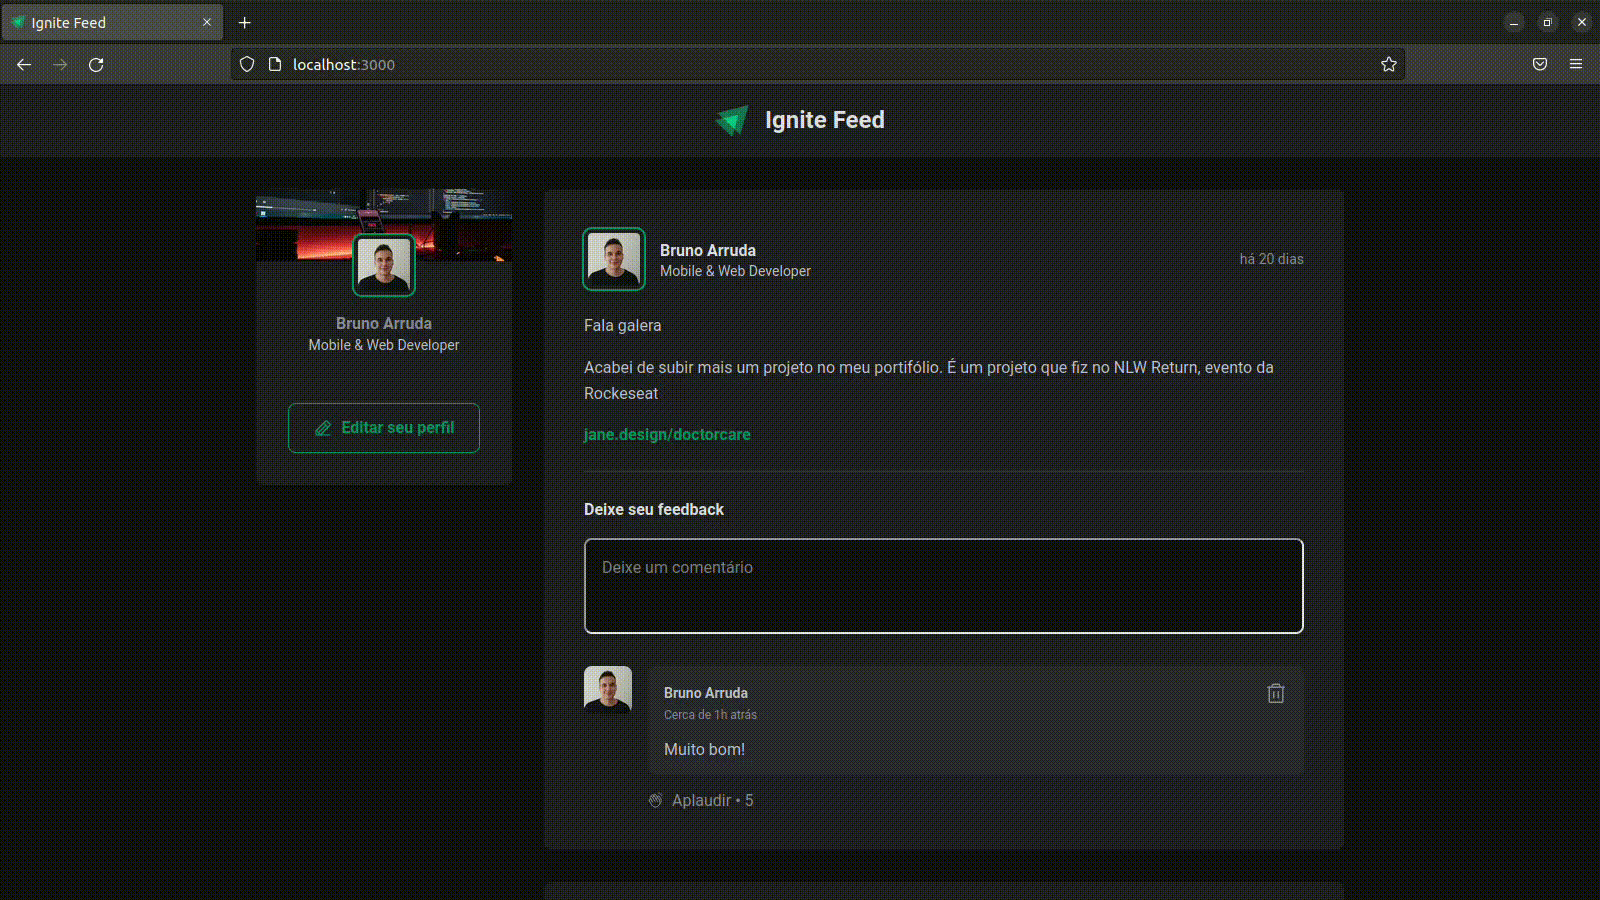 Ignite Feed
localhost:3000
Ignite Feed
Bruno Arruda
Mobile & Web Developer
Editar seu perfil
Bruno Arruda
Mobile & Web Developer
há 20 dias
Fala galera
Acabei de subir mais um projeto no meu portifólio. É um projeto que fiz no NLW Return, evento da
Rockeseat
jane.design/doctorcare
Deixe seu feedback
Deixe um comentário
Bruno Arruda
Cerca de 1h atrás
Muito bom!
Aplaudir • 5